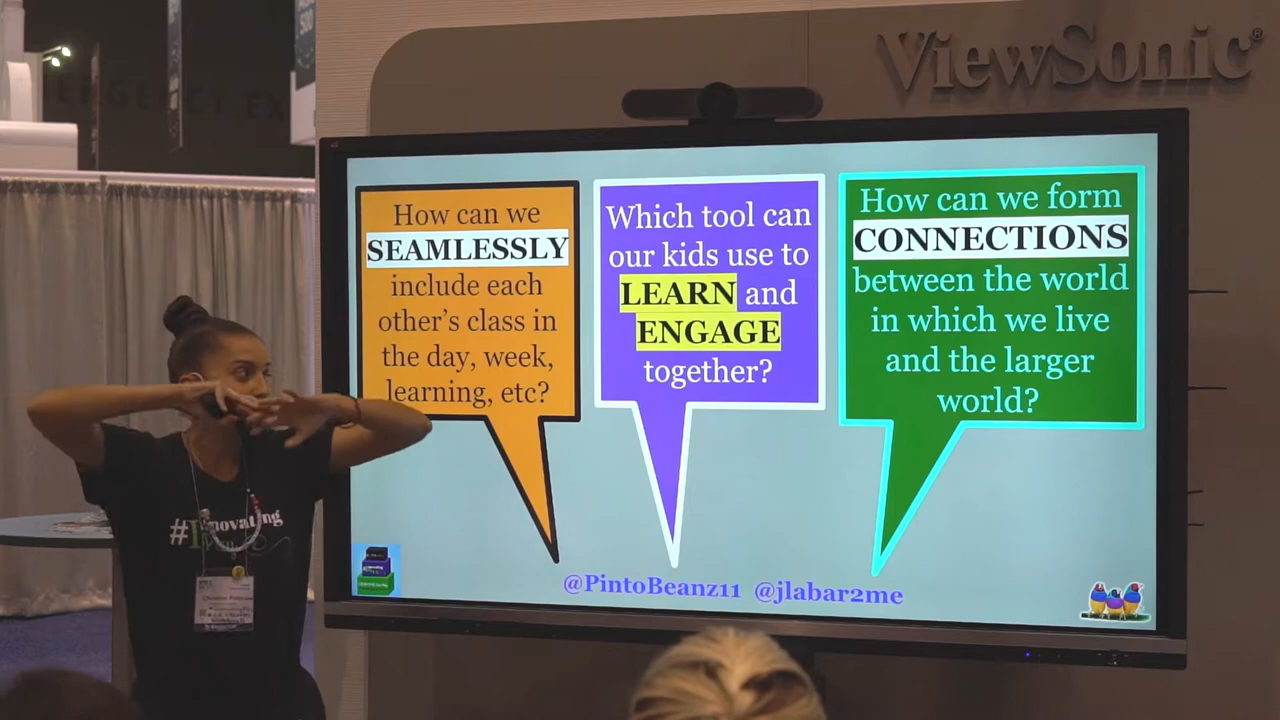 ViewSonic®
How can we
SEAMLESSLY
include each
other's class in
the day, week,
learning, etc?
Which tool can
our kids use to
LEARN and
ENGAGE
together?
How can we form
CONNECTIONS
between the world
in which we live
and the larger
world?
@PintoBeanz11 @jlabar2me